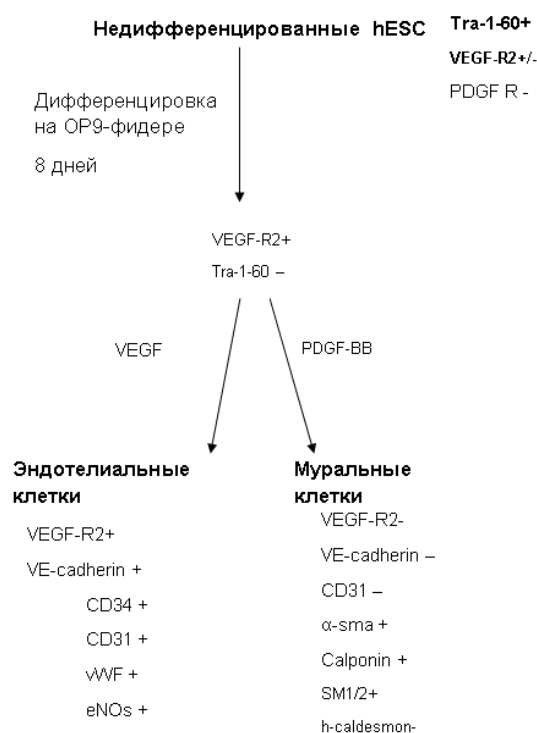 Недифференцированные hESC
Tra-1-60+
VEGF-R2+/-
PDGF R -
Дифференцировка
на OP9-фидере
8 дней
VEGF-R2+
Tra-1-60 –
VEGF
PDGF-BB
Эндотелиальные
клетки
VEGF-R2+
VE-cadherin +
CD34 +
CD31 +
vWF +
eNOs +
Муральные
клетки
VEGF-R2-
VE-cadherin –
CD31 –
α-sma +
Calponin +
SM1/2+
h-caldesmon-